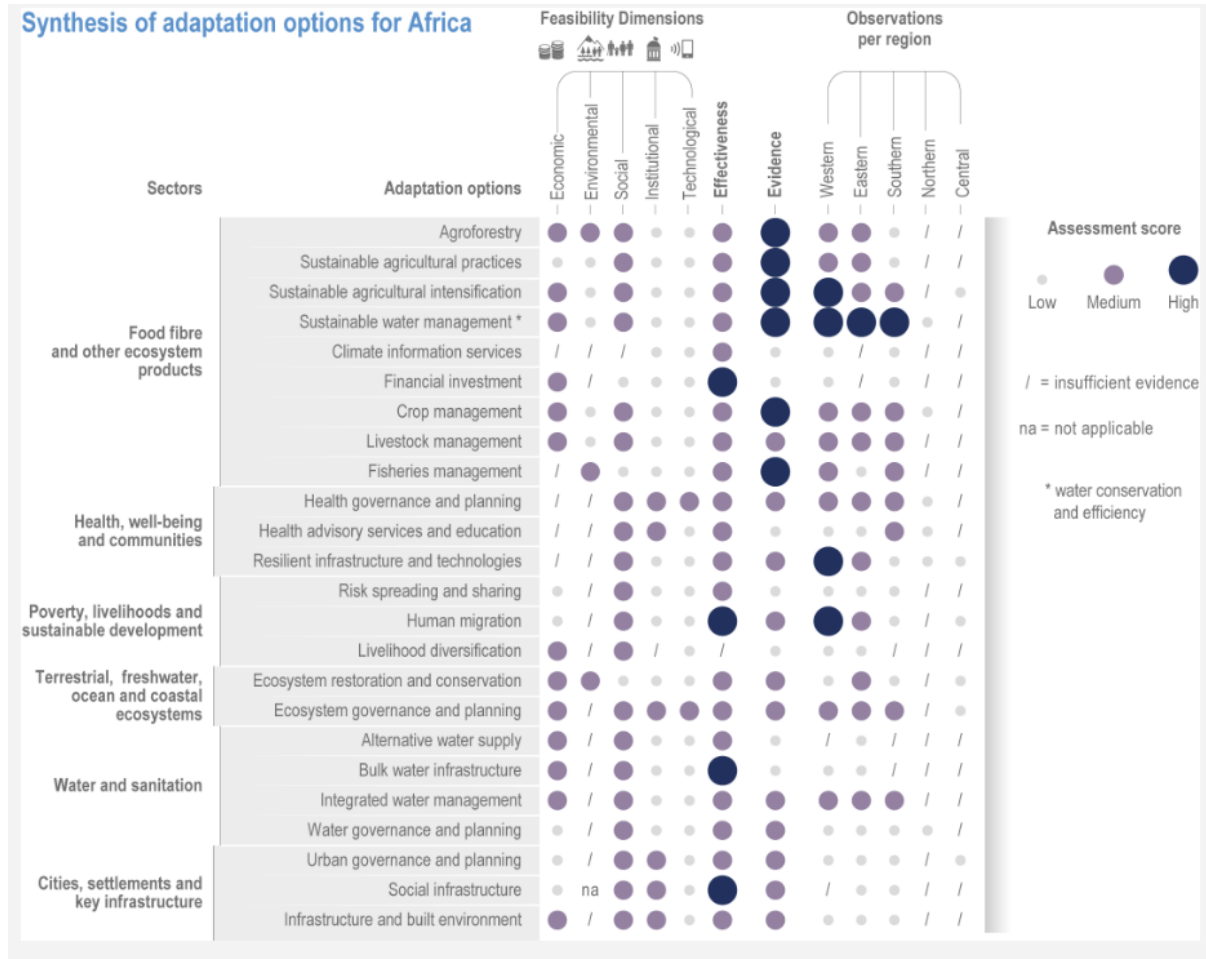 Synthesis of adaptation options for Africa
Feasibility Dimensions
Observations
per region
Sectors
Adaptation options
Economic
Environmental
Social
Institutional
Technological
Effectiveness
Evidence
Western
Eastern
Southern
Northern
Central
Food fibre
and other ecosystem
products
Agroforestry / /
Sustainable agricultural practices / /
Sustainable agricultural intensification /
Sustainable water management * /
Climate information services / / / / / /
Financial investment / / / /
Crop management /
Livestock management / /
Fisheries management / / /
Health, well-being
and communities
Health governance and planning / / /
Health advisory services and education / / /
Resilient infrastructure and technologies / /
Poverty, livelihoods and
sustainable development
Risk spreading and sharing / / /
Human migration / /
Livelihood diversification / / / / / /
Terrestrial, freshwater,
ocean and coastal
ecosystems
Ecosystem restoration and conservation /
Ecosystem governance and planning / /
Water and sanitation
Alternative water supply / / / / /
Bulk water infrastructure / / / /
Integrated water management / / /
Water governance and planning / /
Cities, settlements and
key infrastructure
Urban governance and planning / /
Social infrastructure na / / /
Infrastructure and built environment / / /
Assessment score
Low
Medium
High
/ = insufficient evidence
na = not applicable
* water conservation
and efficiency